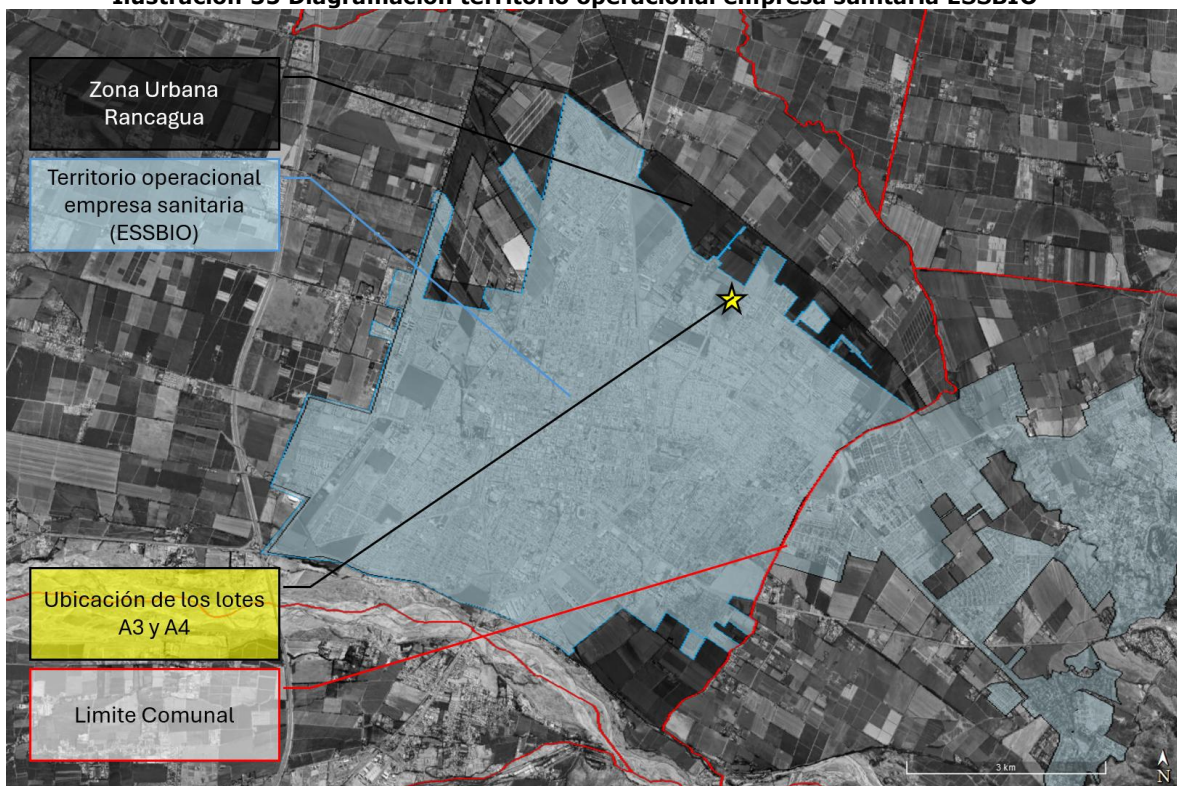 Ilustración 55 Diagramación territorio operacional empresa sanitaria ESSBIO
Zona Urbana
Rancagua
Territorio operacional
empresa sanitaria
(ESSBIO)
Ubicación de los lotes
A3 y A4
Limite Comunal
3 km
N